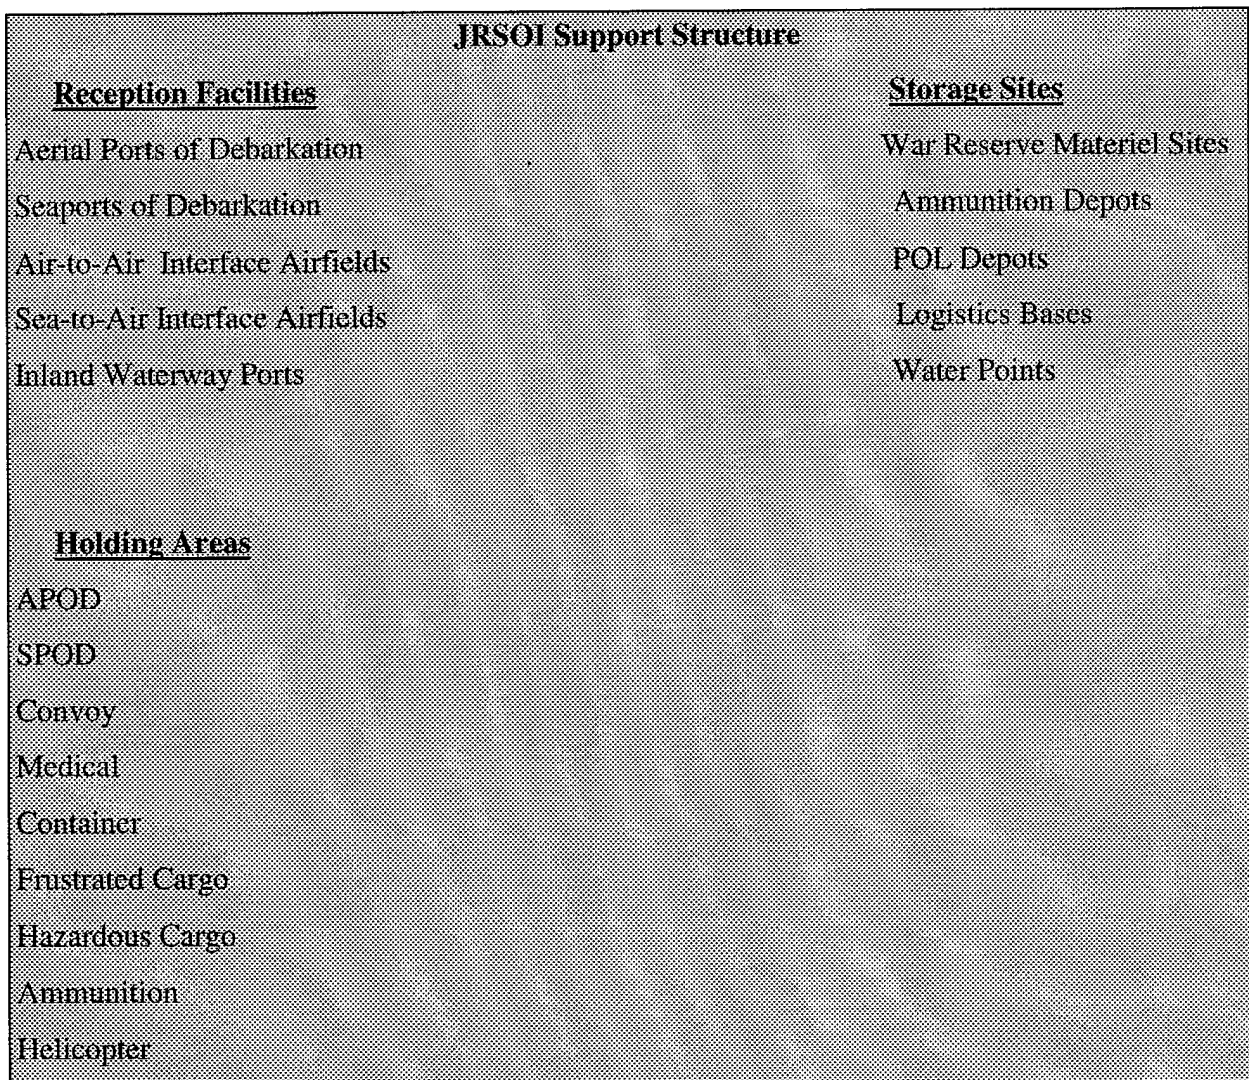 JRSOI Support Structure
Reception Facilities
Aerial Ports of Debarkation
Seaports of Debarkation
Air-to-Air Interface Airfields
Sea-to-Air Interface Airfields
Inland Waterway Ports
Storage Sites
War Reserve Materiel Sites
Ammunition Depots
POL Depots
Logistics Bases
Water Points
Holding Areas
APOD
SPOD
Convoy
Medical
Container
Frustrated Cargo
Hazardous Cargo
Ammunition
Helicopter